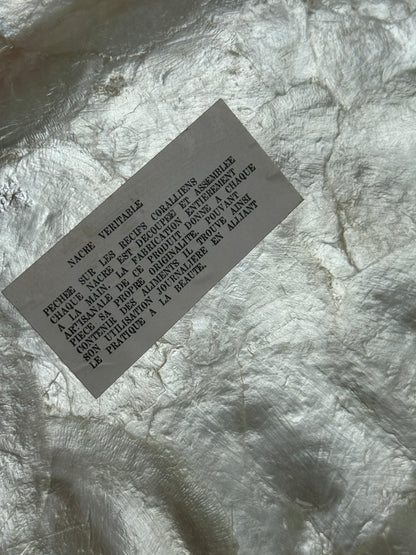 NACRE VERITABLE
PECHEE SUR LES RECIFS CORALLIENS
CHAQUE NACRE EST DECOUPEE ET ASSEMBLEE
A LA MAIN. LA FABRICATION ENTIEREMENT
ARTISANALE DE CE PRODUIT DONNE A CHAQUE
PIECE SA PROPRE ORIGINALITE. POUVANT
CONTENIR DES ALIMENTS IL TROUVE AINSI
SON UTILISATION JOURNALIERE EN ALLIANT
LE PRATIQUE A LA BEAUTE.